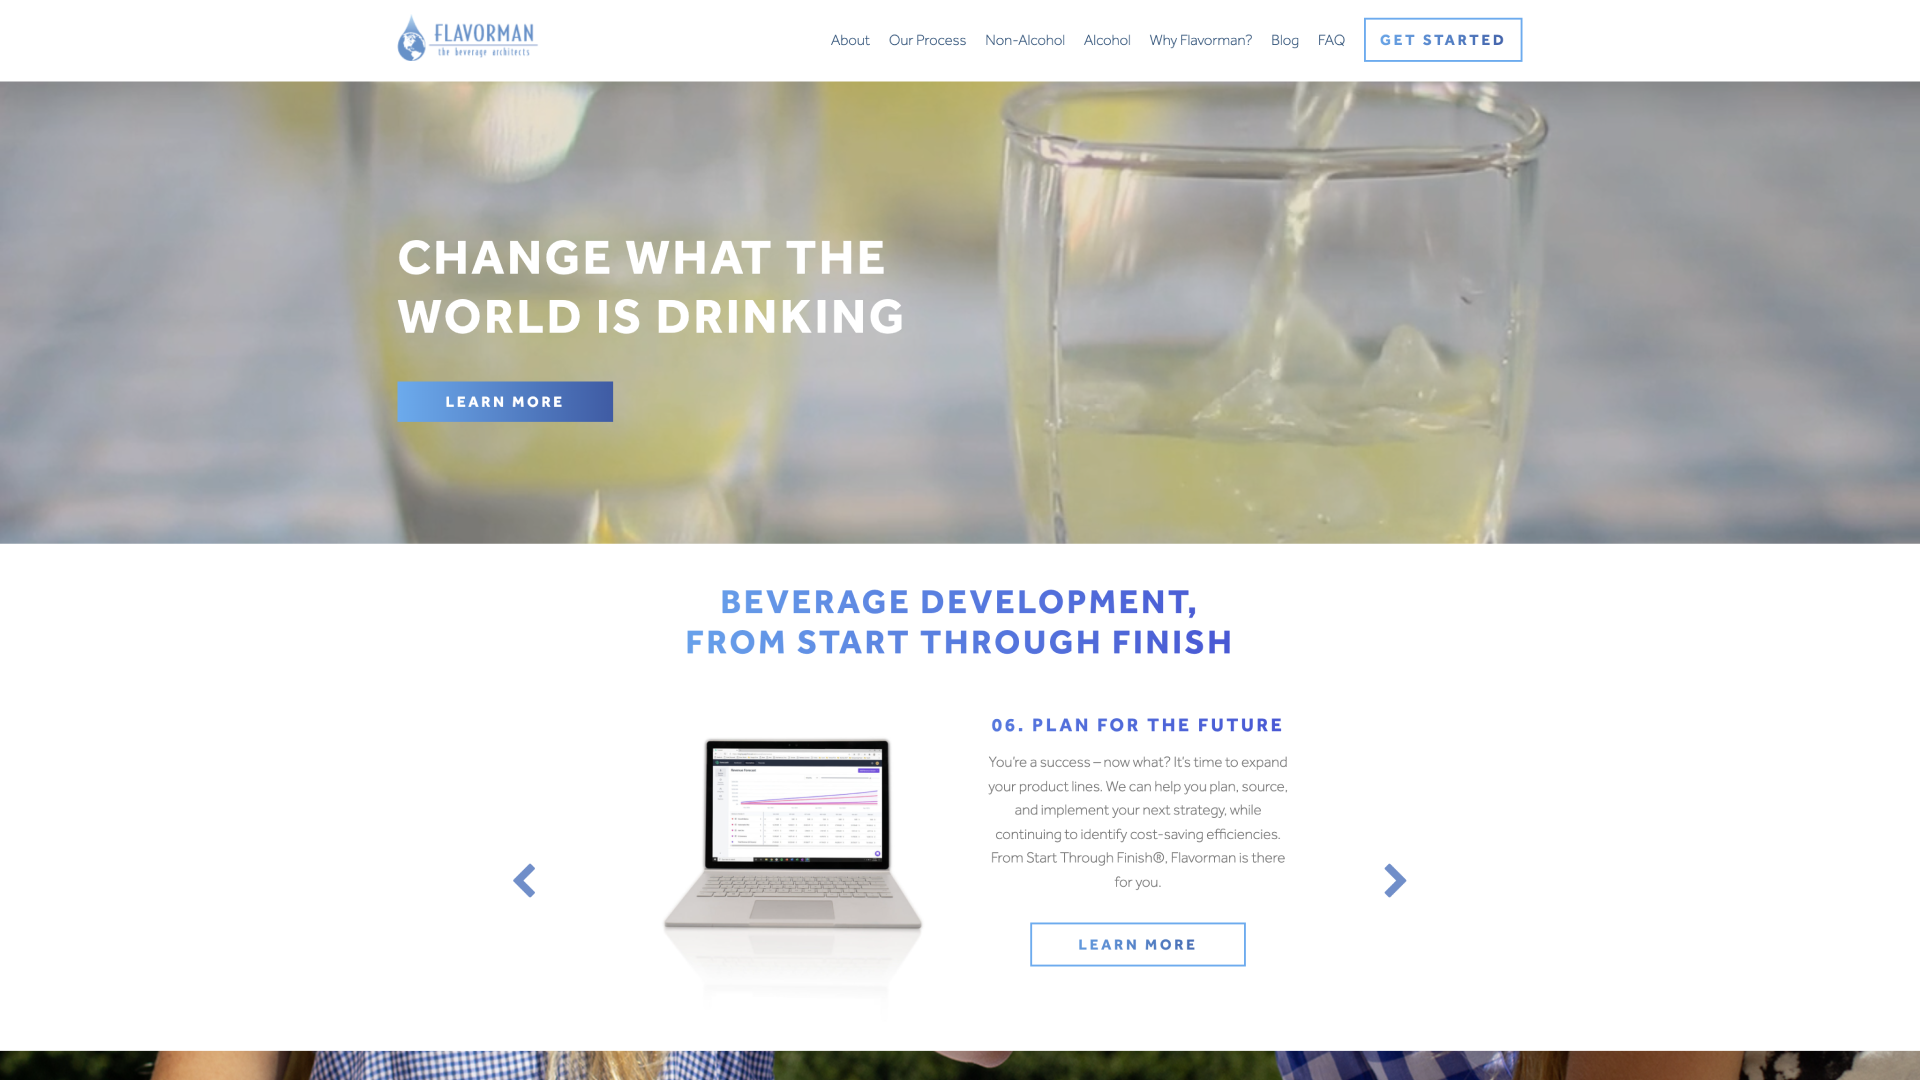 FLAVORMAN
the beverage architects
About Our Process Non-Alcohol Alcohol Why Flavorman? Blog FAQ GET STARTED
CHANGE WHAT THE
WORLD IS DRINKING
LEARN MORE
BEVERAGE DEVELOPMENT,
FROM START THROUGH FINISH
06. PLAN FOR THE FUTURE
You're a success – now what? It's time to expand
your product lines. We can help you plan, source,
and implement your next strategy, while
continuing to identify cost-saving efficiencies.
From Start Through Finish®, Flavorman is there
for you.
LEARN MORE